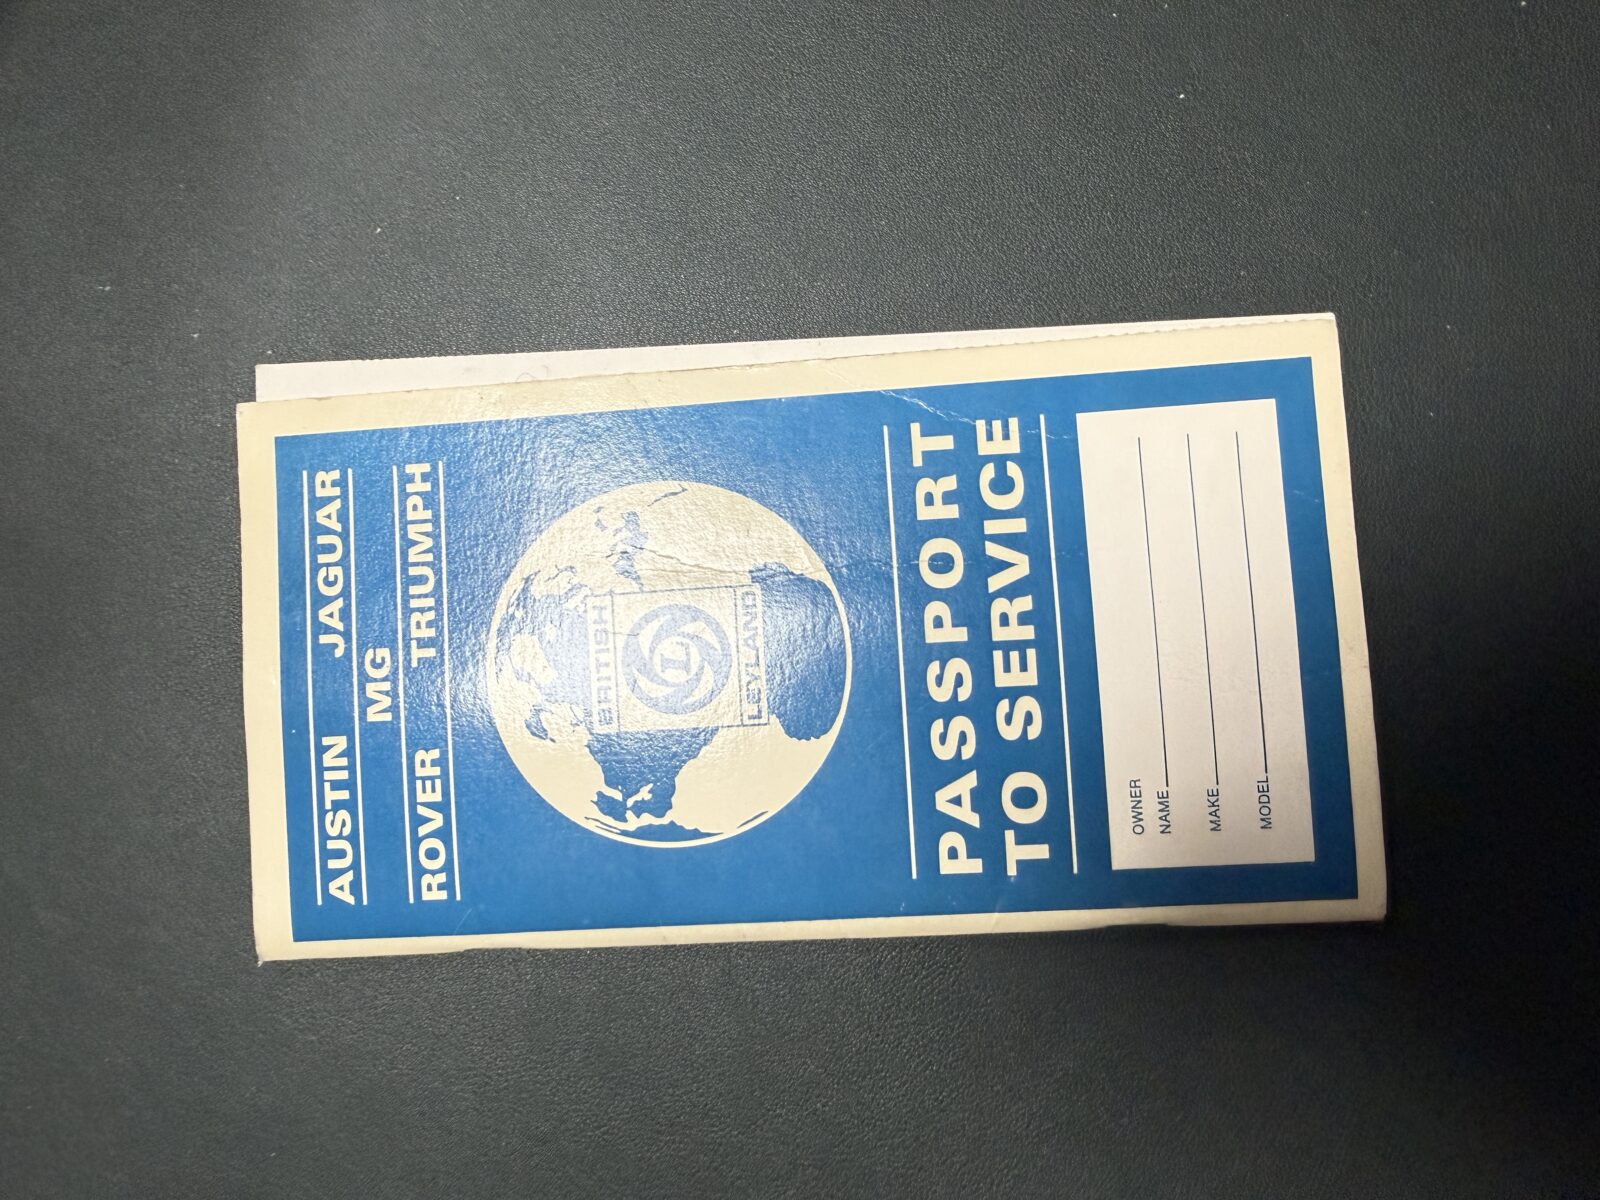 AUSTIN JAGUAR
MG
ROVER TRIUMPH
BRITISH
L
LEYLAND
PASSPORT
TO SERVICE
OWNER
NAME
MAKE
MODEL